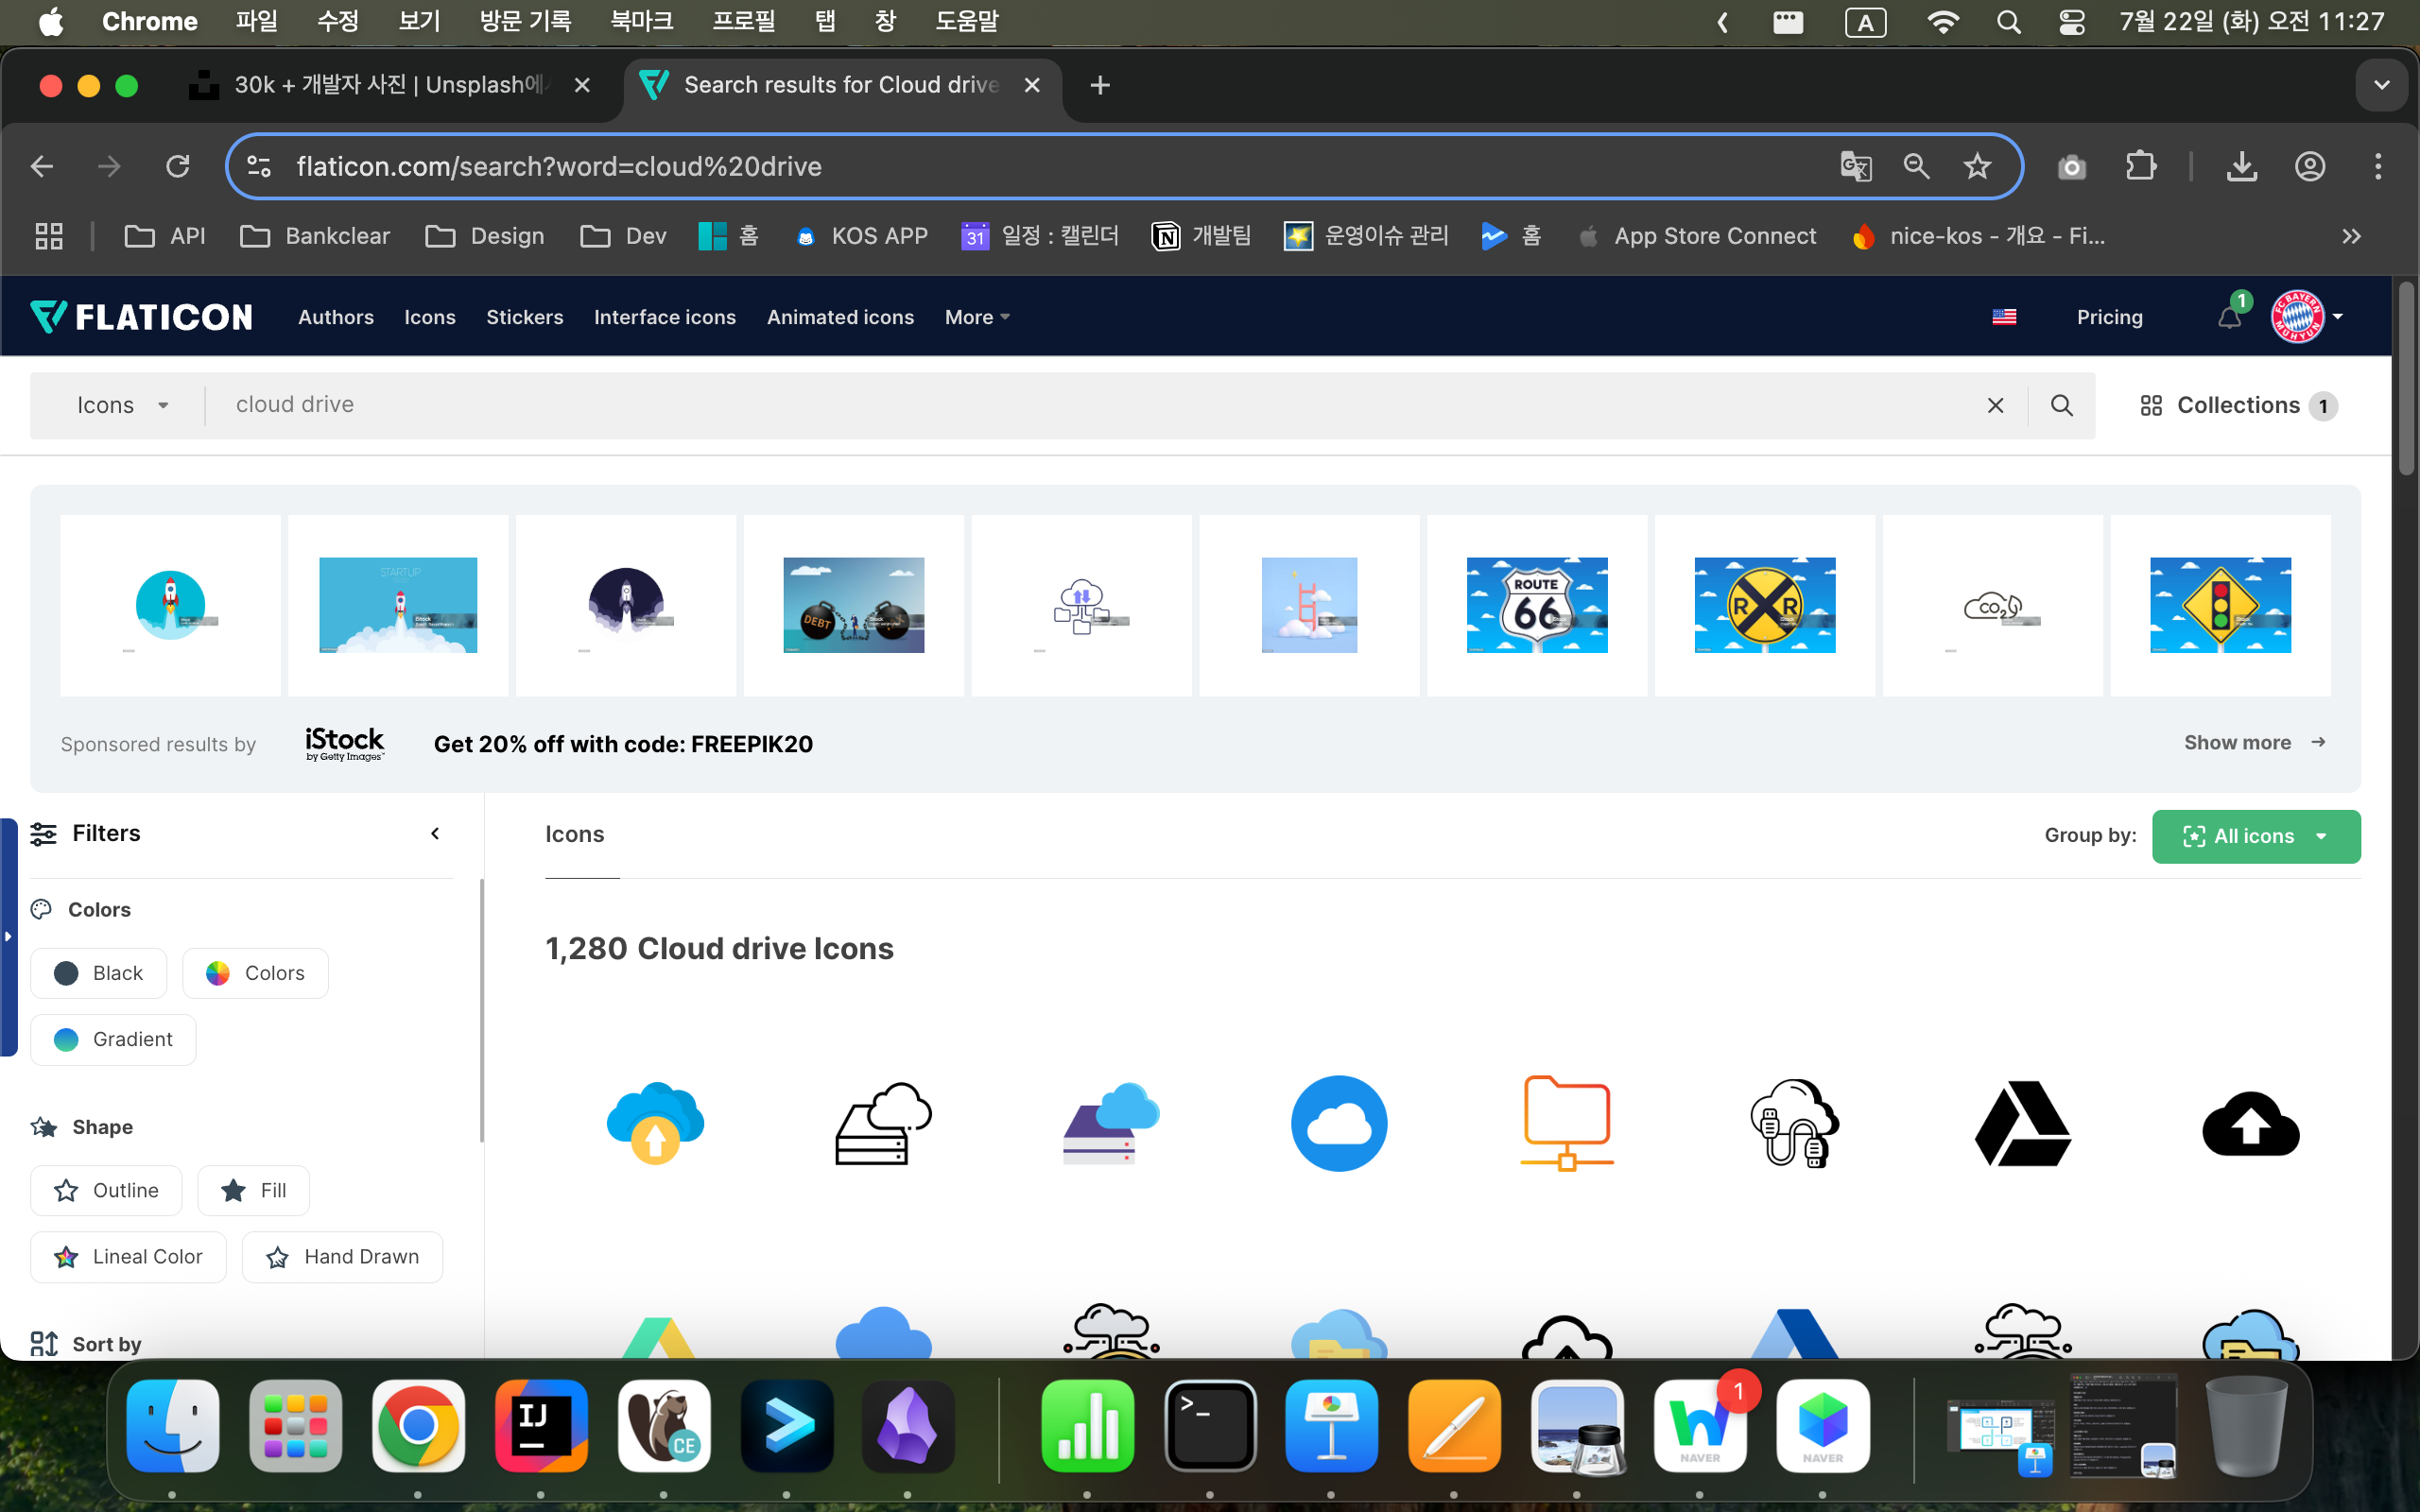 Chrome 파일 수정 보기 방문 기록 북마크 프로필 탭 창 도움말 A 7월 22일 (화) 오전 11:27
30k + 개발자 사진 | Unsplash에 Search results for Cloud drive
flaticon.com/search?word=cloud%20drive
API Bankclear Design Dev 홈 KOS APP 31 일정 : 캘린더 개발팀 운영이슈 관리 홈 App Store Connect nice-kos - 개요 - Fi...
FLATICON Authors Icons Stickers Interface icons Animated icons More Pricing 1
Icons cloud drive Collections 1
STARTUP
DEBT
ROUTE 66
R R
CO2
Sponsored results by iStock by Getty Images™ Get 20% off with code: FREEPIK20 Show more
Filters Icons Group by: All icons
Colors
1,280 Cloud drive Icons
Black Colors
Gradient
Shape
Outline Fill
Lineal Color Hand Drawn
Sort by
IJ CE >_ NAVER 1 NAVER